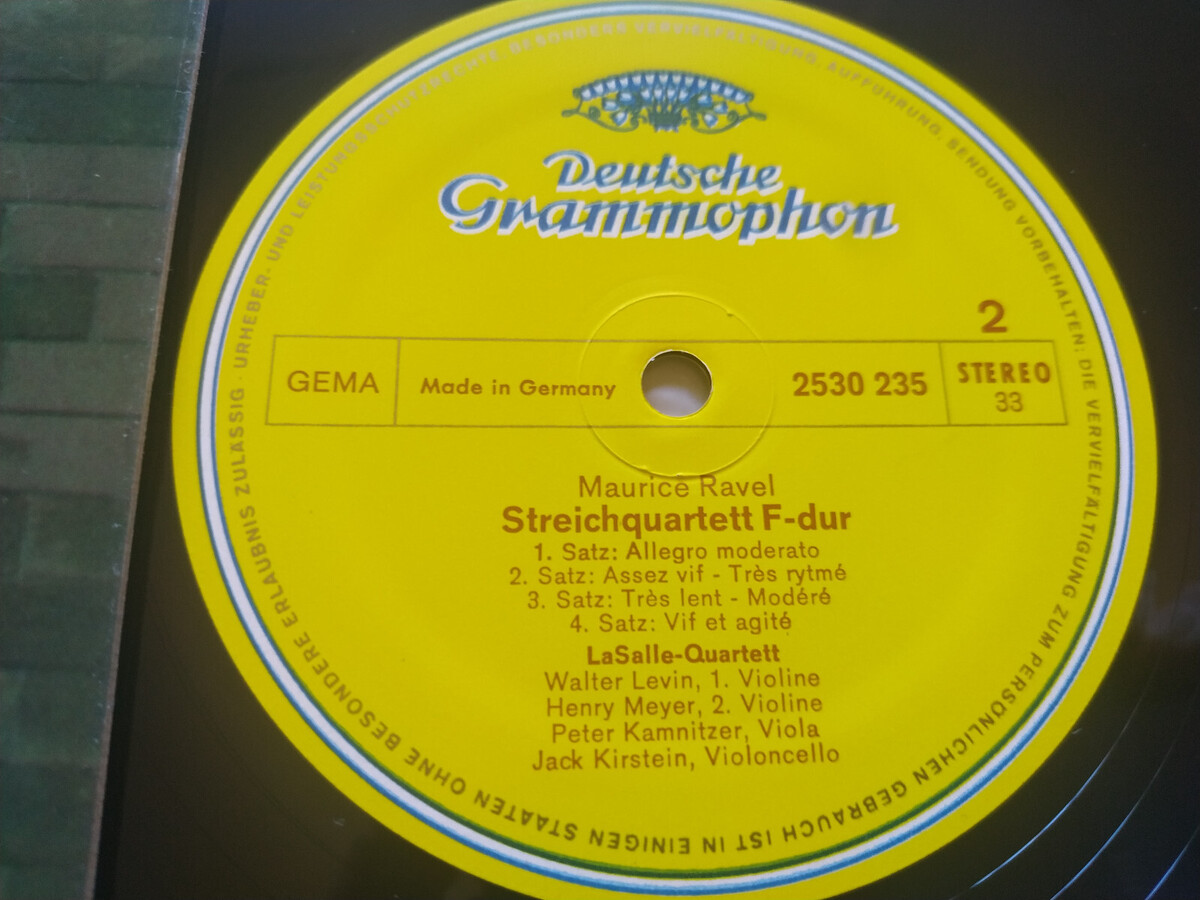 Deutsche
Grammophon
2
GEMA
Made in Germany
2530 235
STEREO
33
Maurice Ravel
Streichquartett F-dur
1. Satz: Allegro moderato
2. Satz: Assez vif - Très rytmé
3. Satz: Très lent - Modéré
4. Satz: Vif et agité
LaSalle-Quartett
Walter Levin, 1. Violine
Henry Meyer, 2. Violine
Peter Kamnitzer, Viola
Jack Kirstein, Violoncello
URHEBER- UND LEISTUNGSSCHUTZRECHTE, BESONDERS VERVIELFÄLTIGUNG, AUFFÜHRUNG, SENDUNG VORBEHALTEN; DIE VERVIELFÄLTIGUNG ZUM PERSÖNLICHEN GEBRAUCH IST IN EINIGEN STAATEN OHNE BESONDERE ERLAUBNIS ZULÄSSIG ·